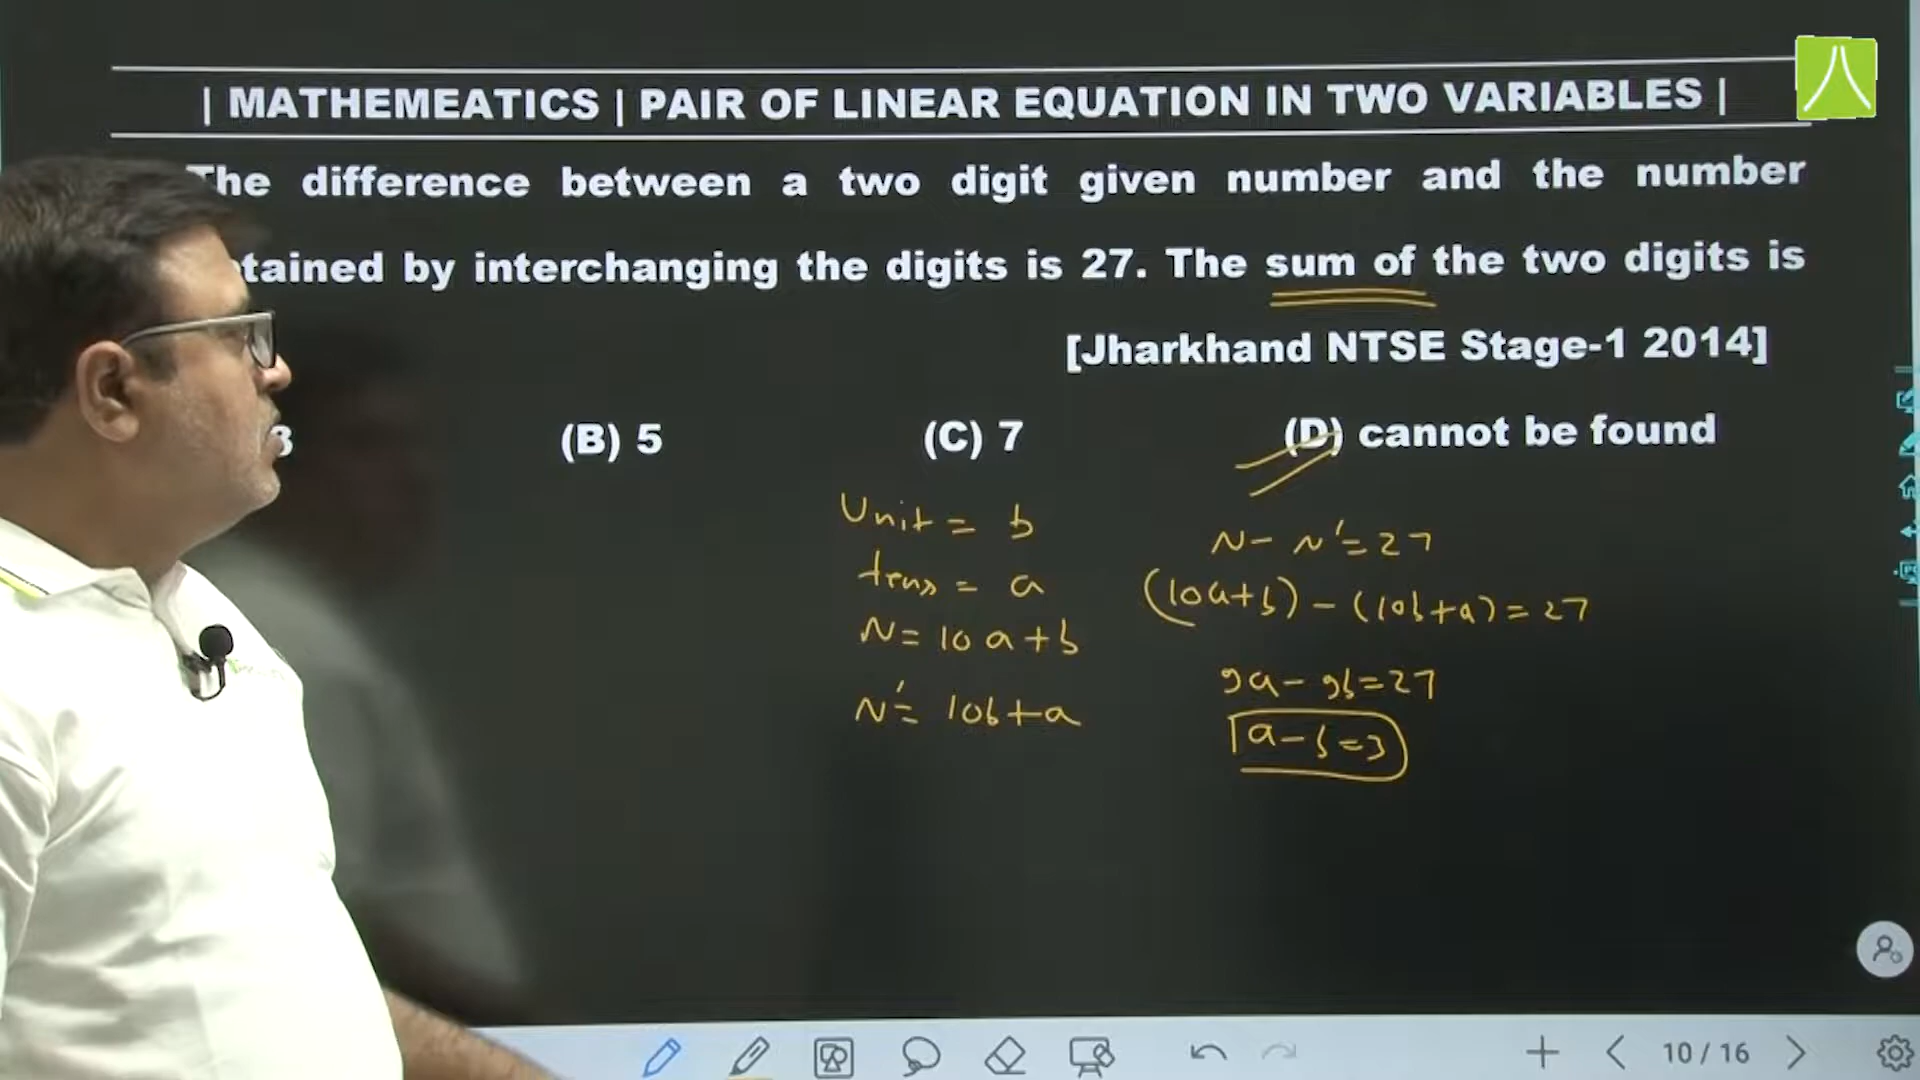 | MATHEMEATICS | PAIR OF LINEAR EQUATION IN TWO VARIABLES |
The difference between a two digit given number and the number
tained by interchanging the digits is 27. The sum of the two digits is
[Jharkhand NTSE Stage-1 2014]
3 (B) 5 (C) 7 (D) cannot be found
Unit = b
tens = a
N = 10a+b
N' = 10b+a
N - N' = 27
(10a+b) - (10b+a) = 27
9a - 9b = 27
a - b = 3
10 / 16